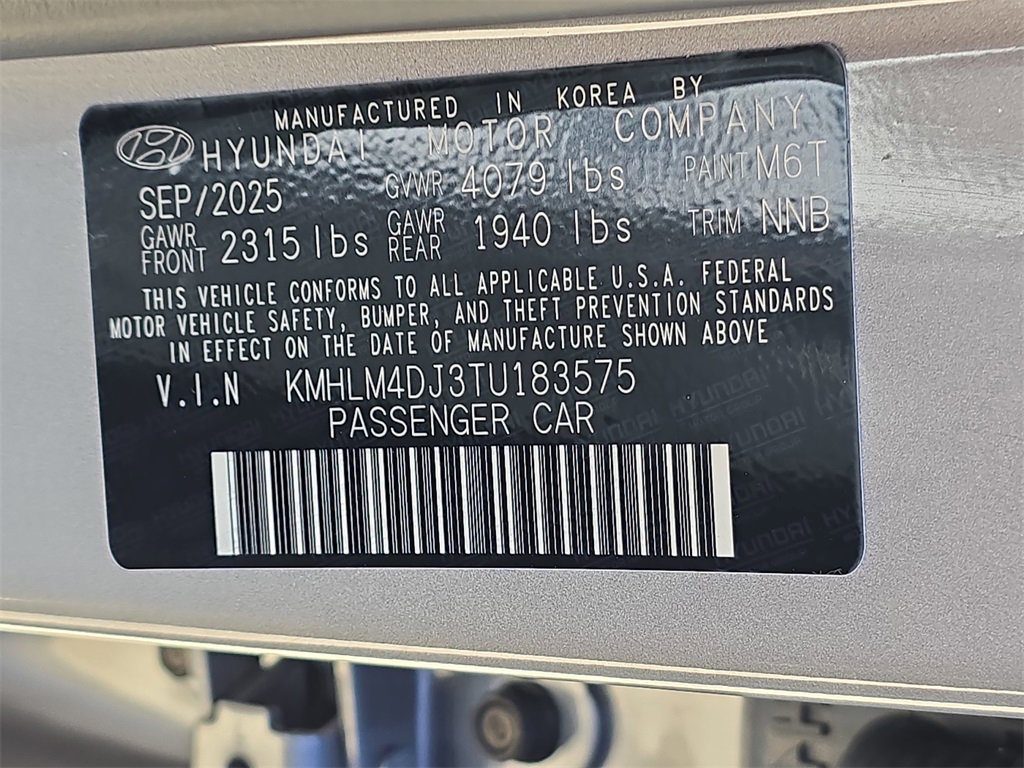 MANUFACTURED IN KOREA BY
HYUNDAI MOTOR COMPANY
SEP/2025 GVWR 4079 lbs PAINT M6T
GAWR FRONT 2315 lbs GAWR REAR 1940 lbs TRIM NNB
THIS VEHICLE CONFORMS TO ALL APPLICABLE U.S.A. FEDERAL
MOTOR VEHICLE SAFETY, BUMPER, AND THEFT PREVENTION STANDARDS
IN EFFECT ON THE DATE OF MANUFACTURE SHOWN ABOVE
V.I.N KMHLM4DJ3TU183575
PASSENGER CAR